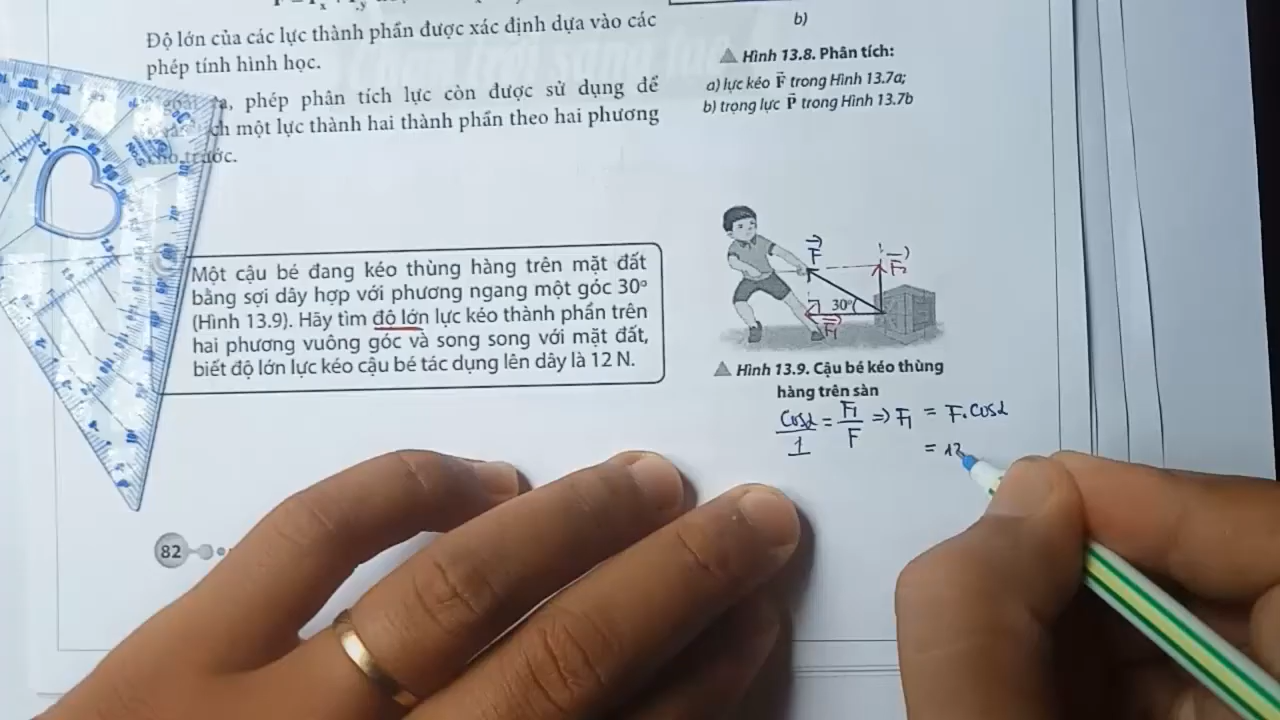 Độ lớn của các lực thành phần được xác định dựa vào các
phép tính hình học.
phép phân tích lực còn được sử dụng để
một lực thành hai thành phần theo hai phương
cho trước.
b)
▲ Hình 13.8. Phân tích:
a) lực kéo F⃗ trong Hình 13.7a;
b) trọng lực P⃗ trong Hình 13.7b
Một cậu bé đang kéo thùng hàng trên mặt đất
bằng sợi dây hợp với phương ngang một góc 30°
(Hình 13.9). Hãy tìm độ lớn lực kéo thành phần trên
hai phương vuông góc và song song với mặt đất,
biết độ lớn lực kéo cậu bé tác dụng lên dây là 12 N.
F⃗
F⃗₂
30°
F⃗₁
▲ Hình 13.9. Cậu bé kéo thùng
hàng trên sàn
cosα/1 = F₁/F => F₁ = F.cosα
= 12
82